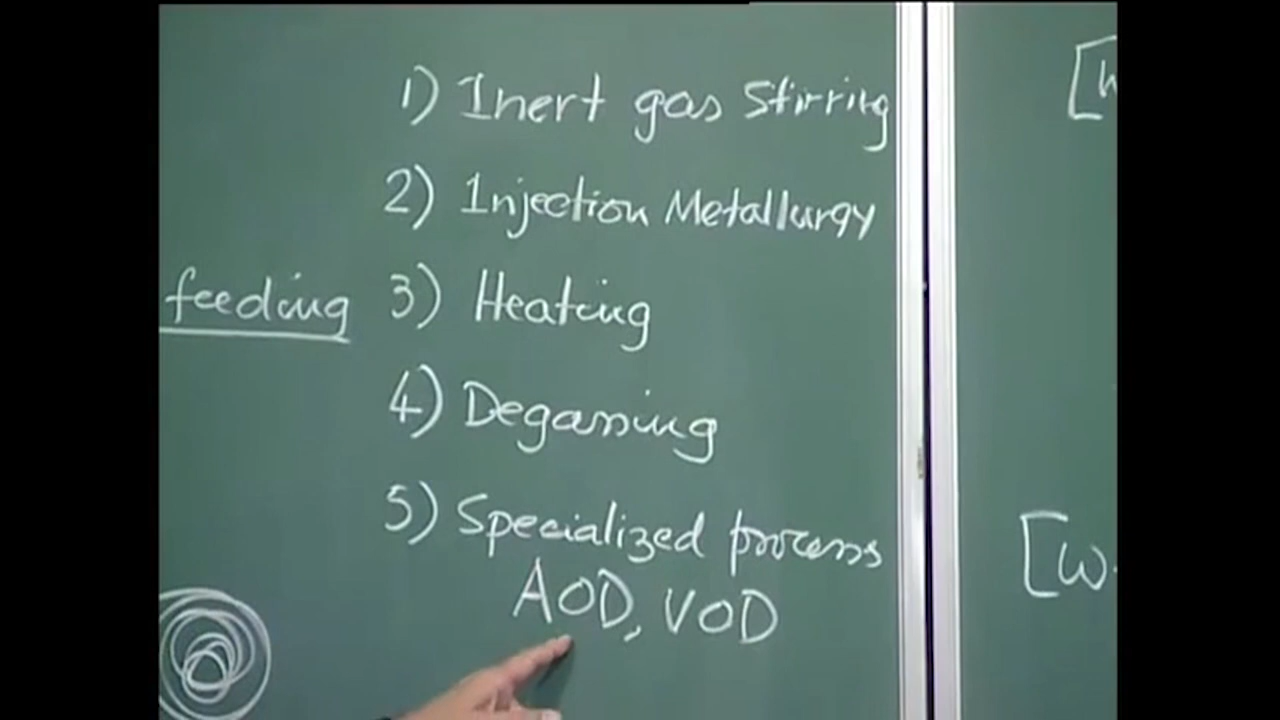 1) Inert gas Stirring
2) Injection Metallurgy
feeding
3) Heating
4) Degassing
5) Specialized process
AOD, VOD